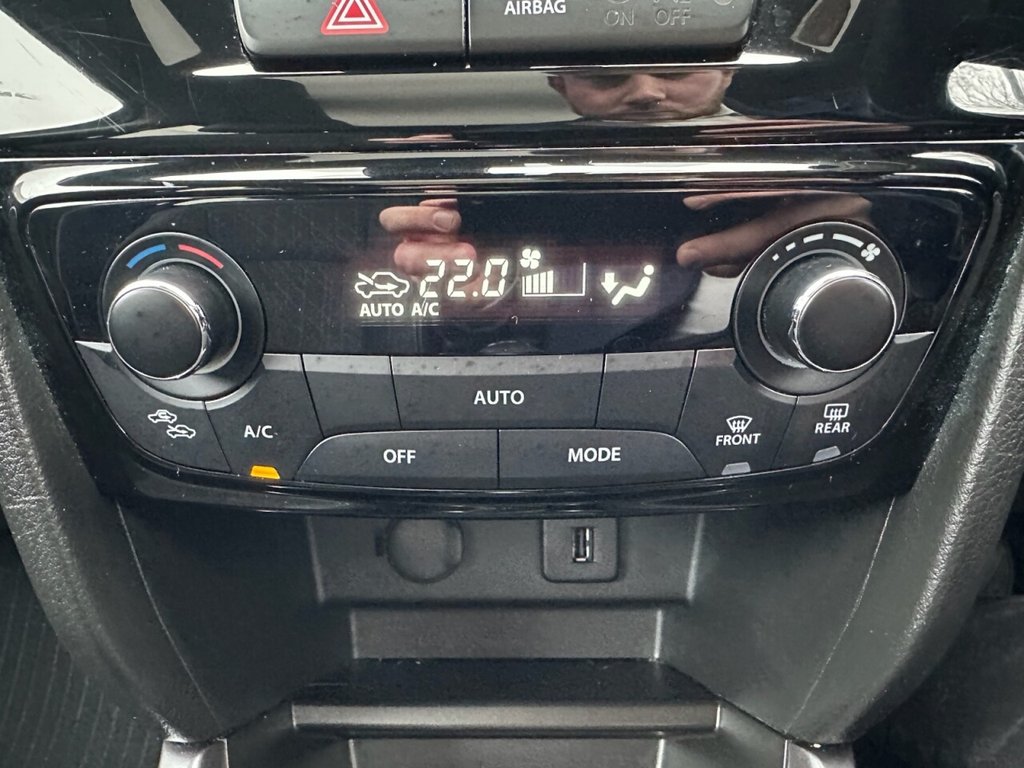 AIRBAG
ON OFF
22.0
AUTO A/C
AUTO
A/C
OFF
MODE
FRONT
REAR